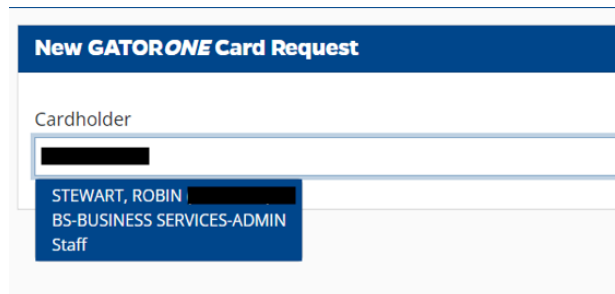 New GATORONE Card Request
Cardholder
STEWART, ROBIN
BS-BUSINESS SERVICES-ADMIN
Staff